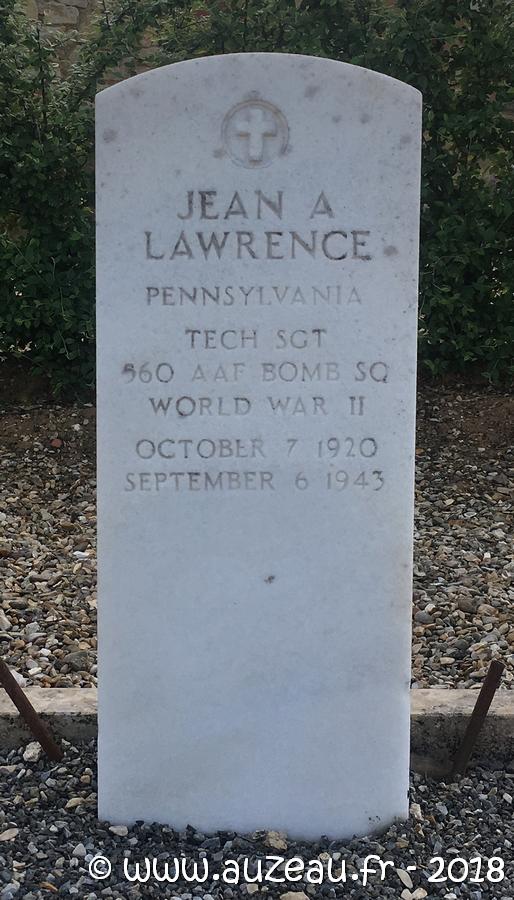 JEAN A
LAWRENCE
PENNSYLVANIA
TECH SGT
560 AAF BOMB SQ
WORLD WAR II
OCTOBER 7 1920
SEPTEMBER 6 1943
© www.auzeau.fr - 2018